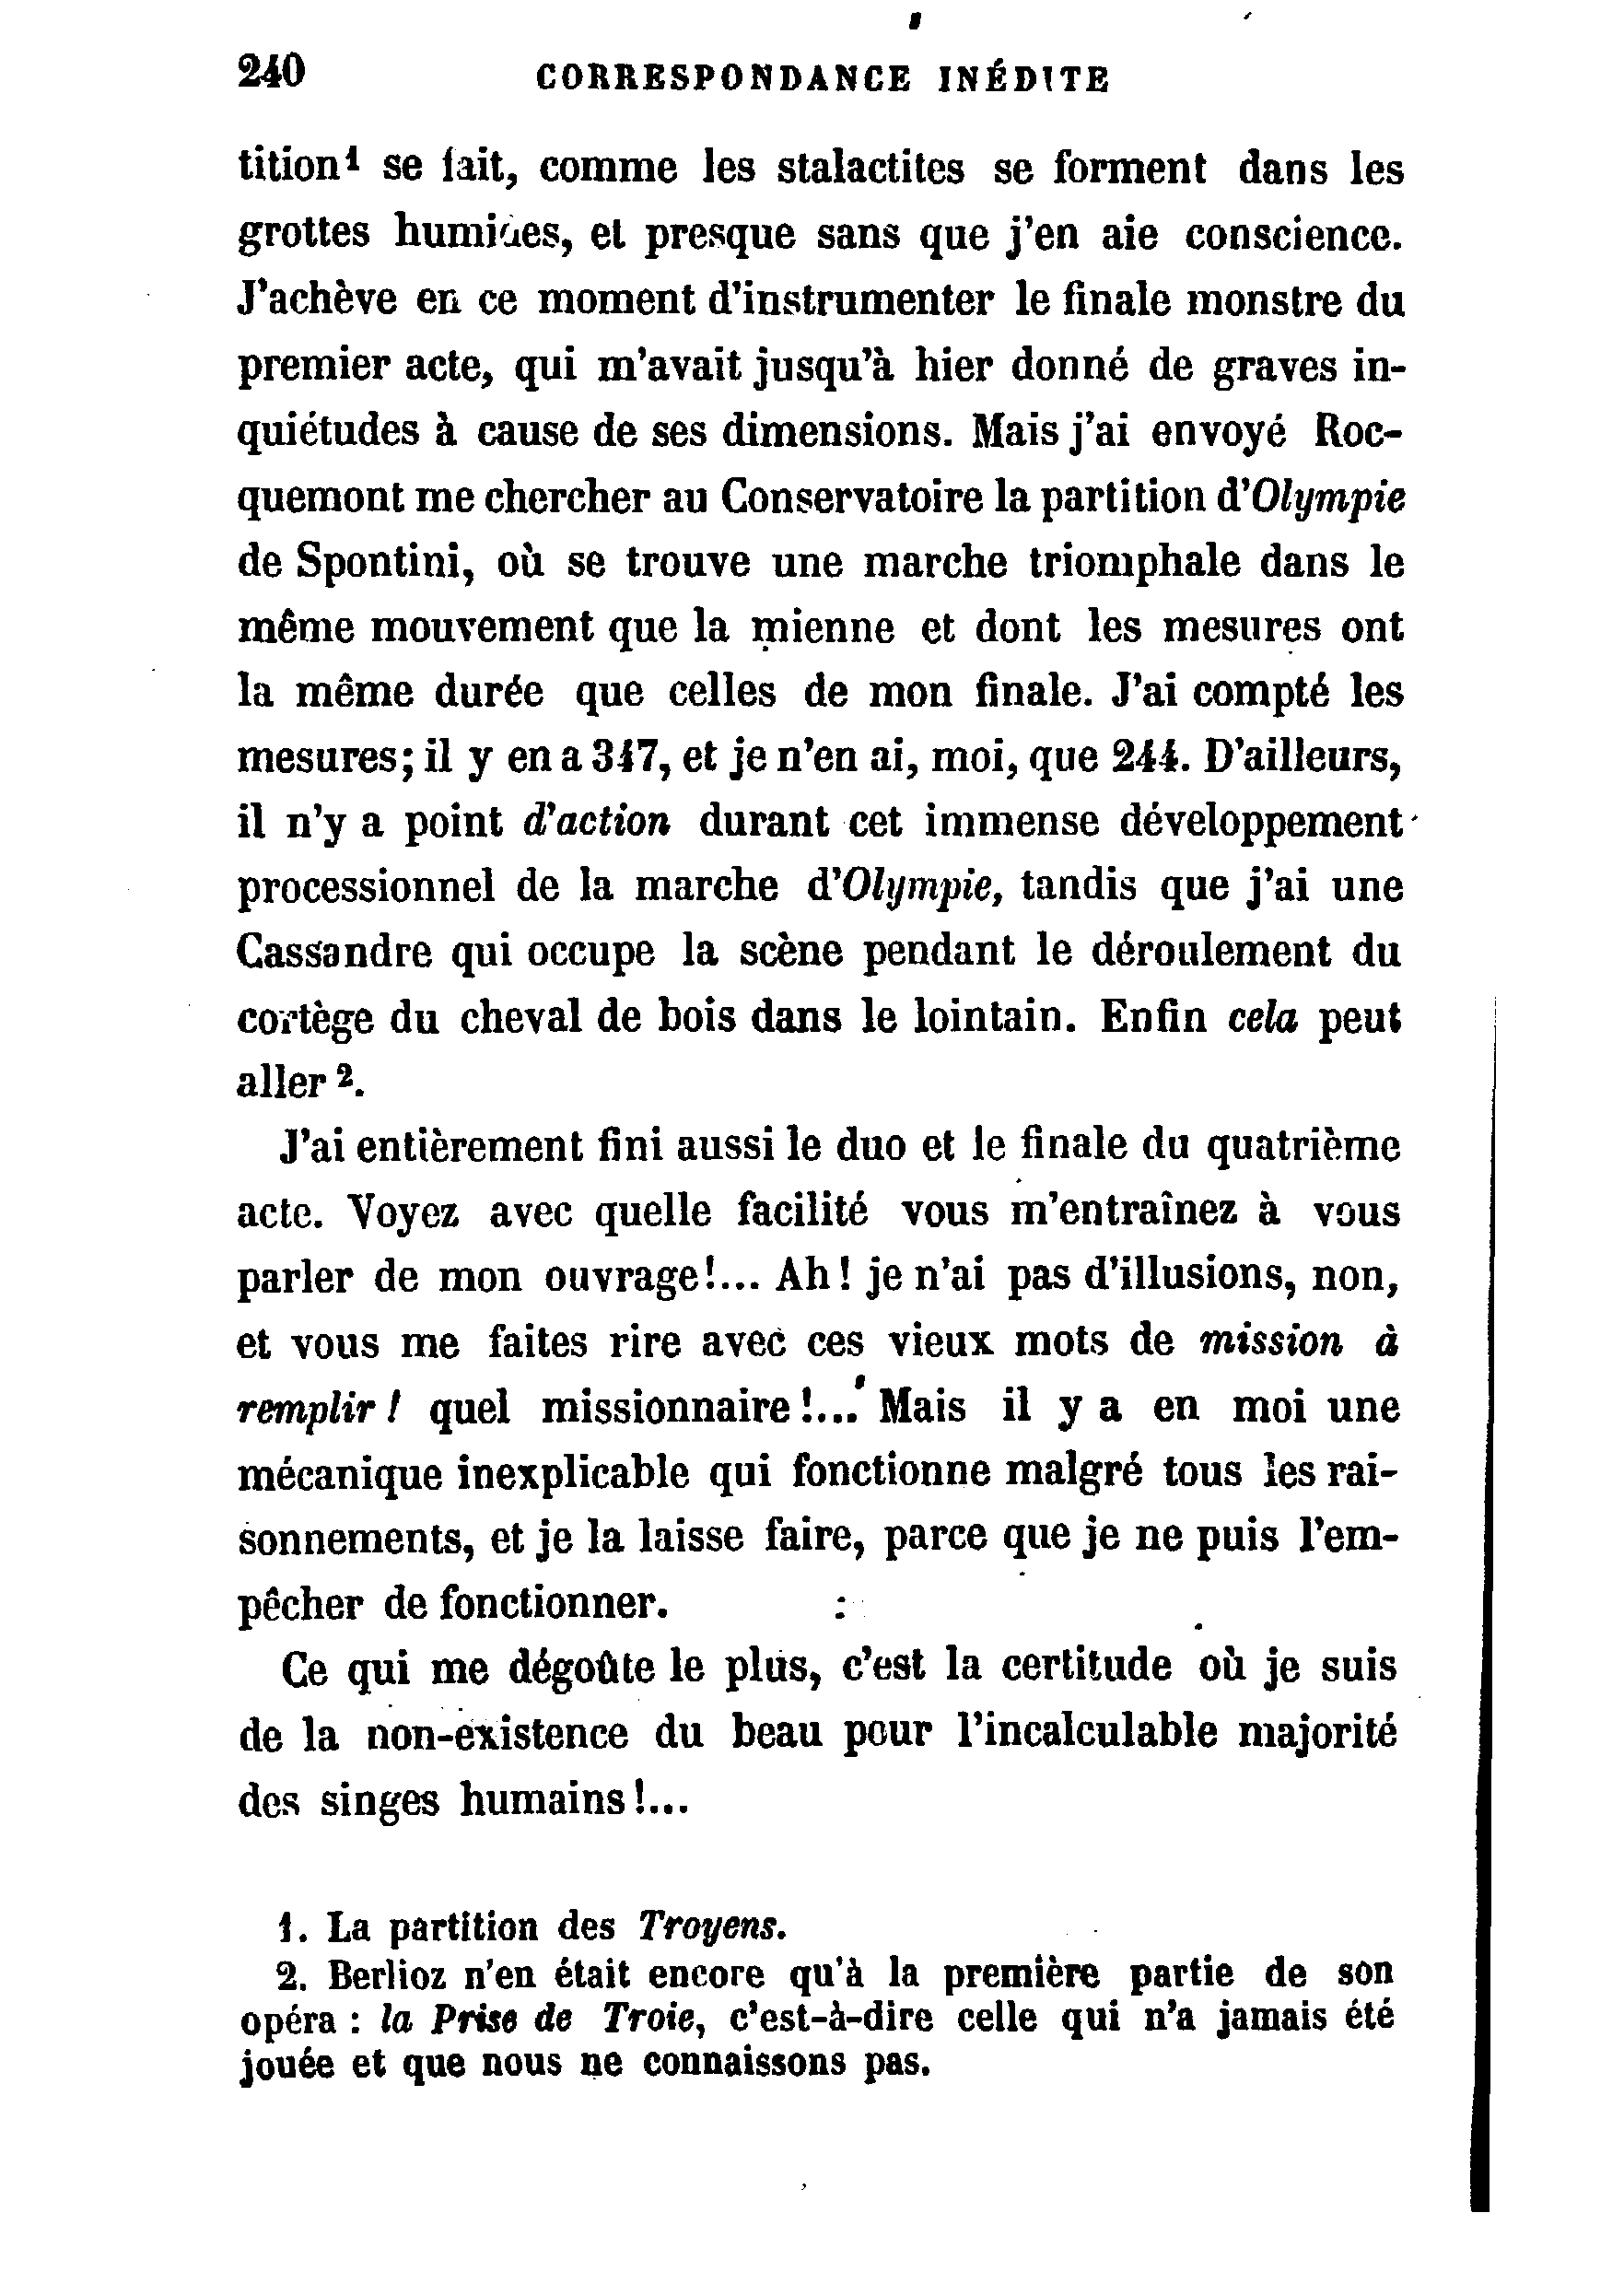 240 CORRESPONDANCE INÉDITE
tition¹ se fait, comme les stalactites se forment dans les
grottes humides, et presque sans que j'en aie conscience.
J'achève en ce moment d'instrumenter le finale monstre du
premier acte, qui m'avait jusqu'à hier donné de graves in-
quiétudes à cause de ses dimensions. Mais j'ai envoyé Roc-
quemont me chercher au Conservatoire la partition d'Olympie
de Spontini, où se trouve une marche triomphale dans le
même mouvement que la mienne et dont les mesures ont
la même durée que celles de mon finale. J'ai compté les
mesures; il y en a 347, et je n'en ai, moi, que 244. D'ailleurs,
il n'y a point d'action durant cet immense développement
processionnel de la marche d'Olympie, tandis que j'ai une
Cassandre qui occupe la scène pendant le déroulement du
cortège du cheval de bois dans le lointain. Enfin cela peut
aller ².
J'ai entièrement fini aussi le duo et le finale du quatrième
acte. Voyez avec quelle facilité vous m'entraînez à vous
parler de mon ouvrage!... Ah! je n'ai pas d'illusions, non,
et vous me faites rire avec ces vieux mots de mission à
remplir! quel missionnaire!... Mais il y a en moi une
mécanique inexplicable qui fonctionne malgré tous les rai-
sonnements, et je la laisse faire, parce que je ne puis l'em-
pêcher de fonctionner.
Ce qui me dégoûte le plus, c'est la certitude où je suis
de la non-existence du beau pour l'incalculable majorité
des singes humains!...
1. La partition des Troyens.
2. Berlioz n'en était encore qu'à la première partie de son
opéra : la Prise de Troie, c'est-à-dire celle qui n'a jamais été
jouée et que nous ne connaissons pas.